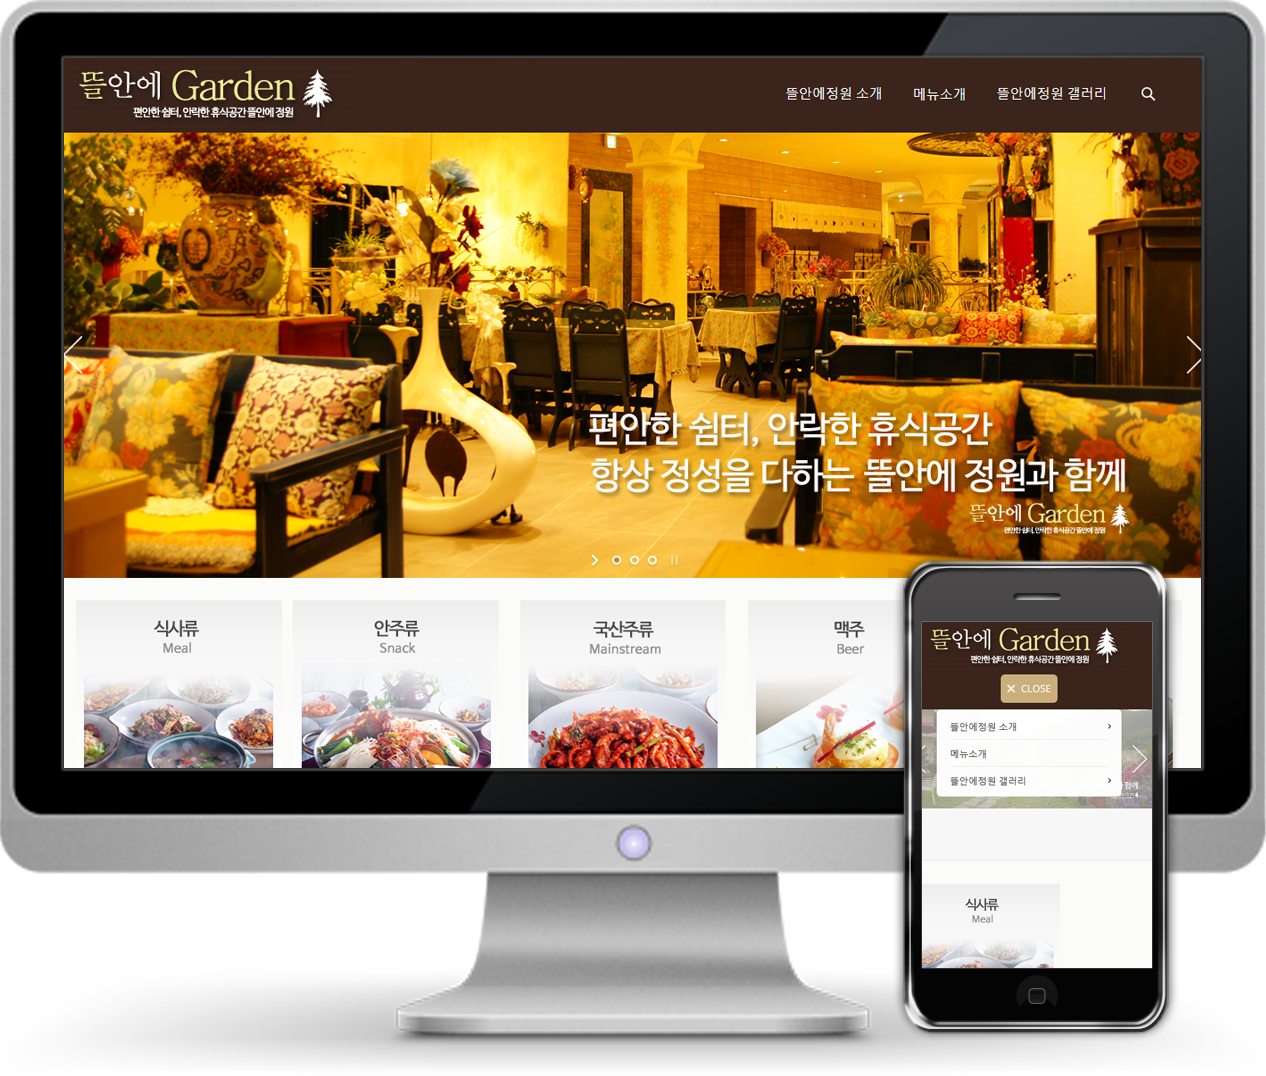 뜰안에 Garden
편안한 쉼터, 안락한 휴식공간 뜰안에 정원
뜰안에정원 소개
메뉴소개
뜰안에정원 갤러리
편안한 쉼터, 안락한 휴식공간
항상 정성을 다하는 뜰안에 정원과 함께
뜰안에 Garden
편안한 쉼터, 안락한 휴식공간 뜰안에 정원
식사류
Meal
안주류
Snack
국산주류
Mainstream
맥주
Beer
뜰안에 Garden
편안한 쉼터, 안락한 휴식공간 뜰안에 정원
CLOSE
뜰안에정원 소개
메뉴소개
뜰안에정원 갤러리
함께
식사류
Meal